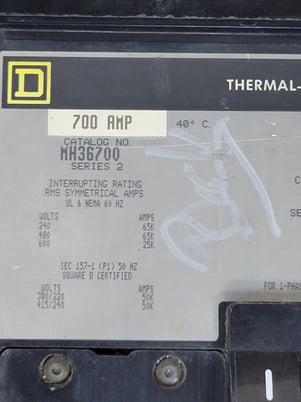 D
THERMAL-
700 AMP
40° C.
CATALOG NO.
MH36700
SERIES 2
INTERRUPTING RATING
RMS SYMMETRICAL AMPS
UL & NEMA 60 HZ
VOLTS AMPS
240 65K
480 65K
600 25K
IEC 157-1 (P1) 50 HZ
SQUARE D CERTIFIED
VOLTS AMPS
380/220 50K
415/240 50K
FOR 1-PHAS